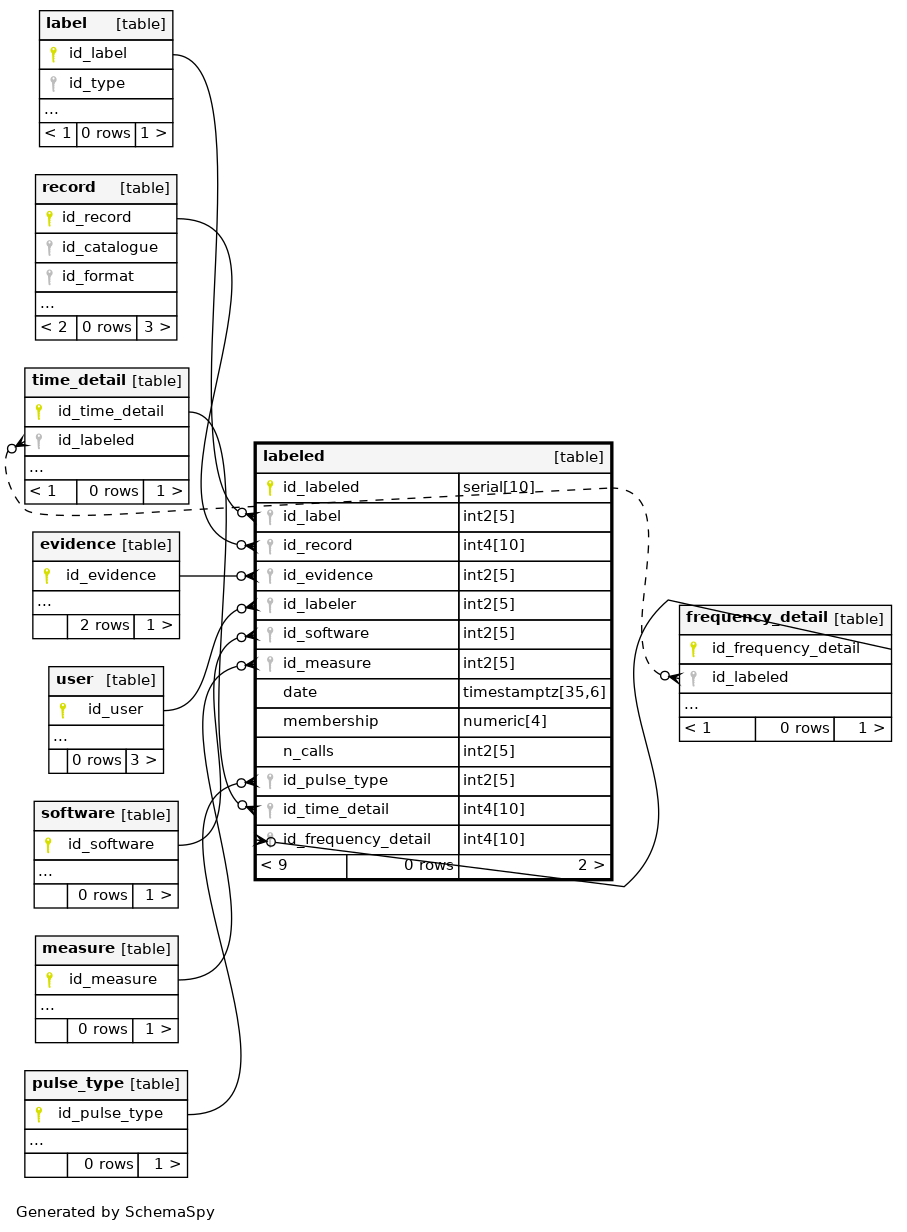 label [table]
id_label
id_type
...
< 1 0 rows 1 >
record [table]
id_record
id_catalogue
id_format
...
< 2 0 rows 3 >
time_detail [table]
id_time_detail
id_labeled
...
< 1 0 rows 1 >
evidence [table]
id_evidence
...
2 rows 1 >
user [table]
id_user
...
0 rows 3 >
software [table]
id_software
...
0 rows 1 >
measure [table]
id_measure
...
0 rows 1 >
pulse_type [table]
id_pulse_type
...
0 rows 1 >
labeled [table]
id_labeled serial[10]
id_label int2[5]
id_record int4[10]
id_evidence int2[5]
id_labeler int2[5]
id_software int2[5]
id_measure int2[5]
date timestamptz[35,6]
membership numeric[4]
n_calls int2[5]
id_pulse_type int2[5]
id_time_detail int4[10]
id_frequency_detail int4[10]
< 9 0 rows 2 >
frequency_detail [table]
id_frequency_detail
id_labeled
...
< 1 0 rows 1 >
Generated by SchemaSpy